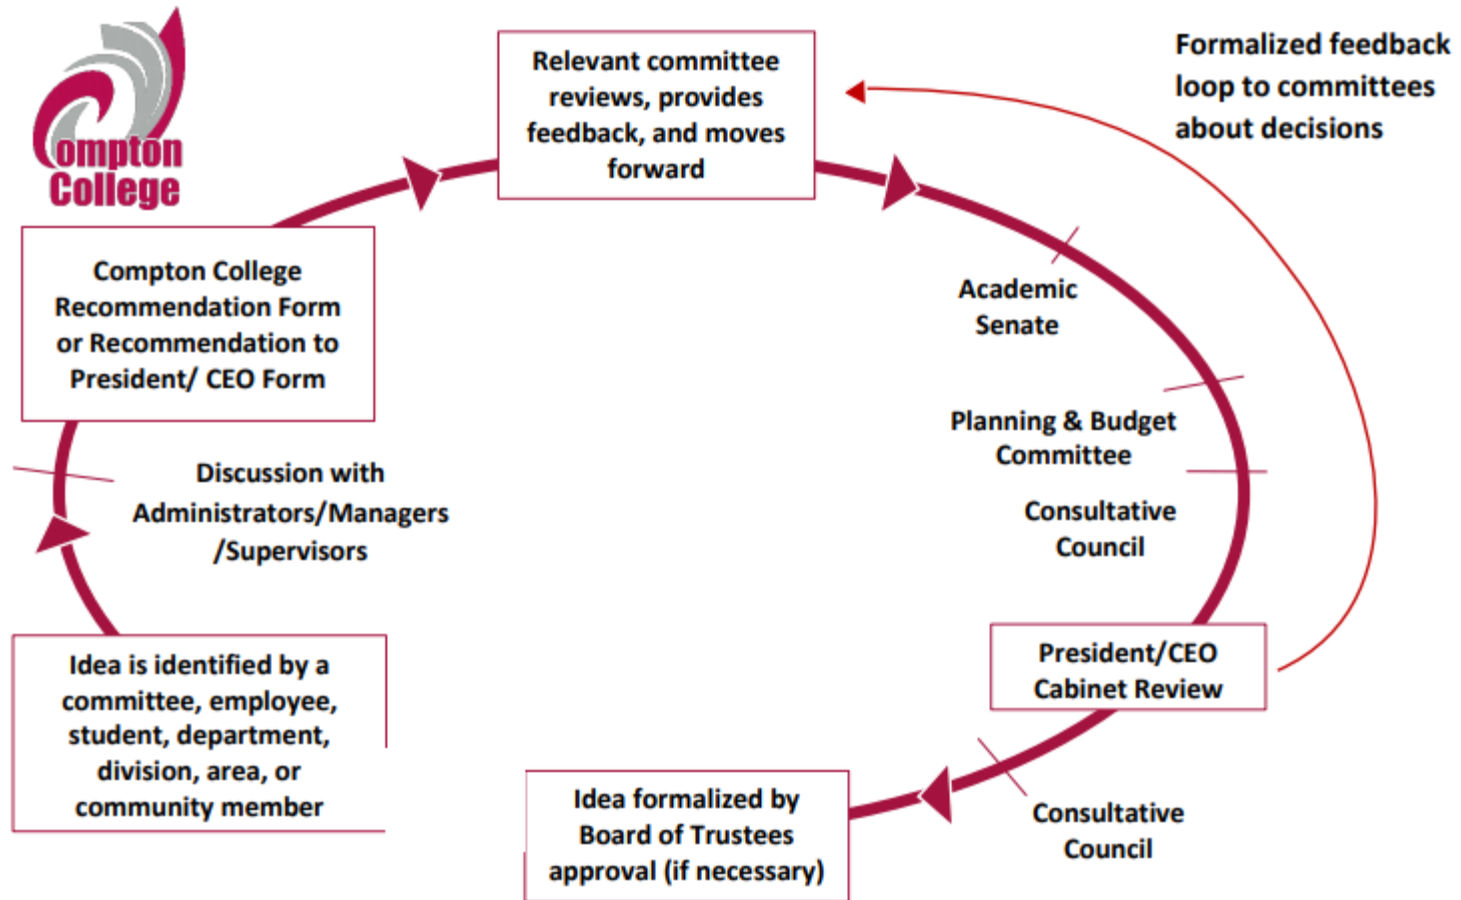 Compton
College
Relevant committee
reviews, provides
feedback, and moves
forward
Formalized feedback
loop to committees
about decisions
Compton College
Recommendation Form
or Recommendation to
President/ CEO Form
Academic
Senate
Planning & Budget
Committee
Consultative
Council
Discussion with
Administrators/Managers
/Supervisors
Idea is identified by a
committee, employee,
student, department,
division, area, or
community member
President/CEO
Cabinet Review
Consultative
Council
Idea formalized by
Board of Trustees
approval (if necessary)